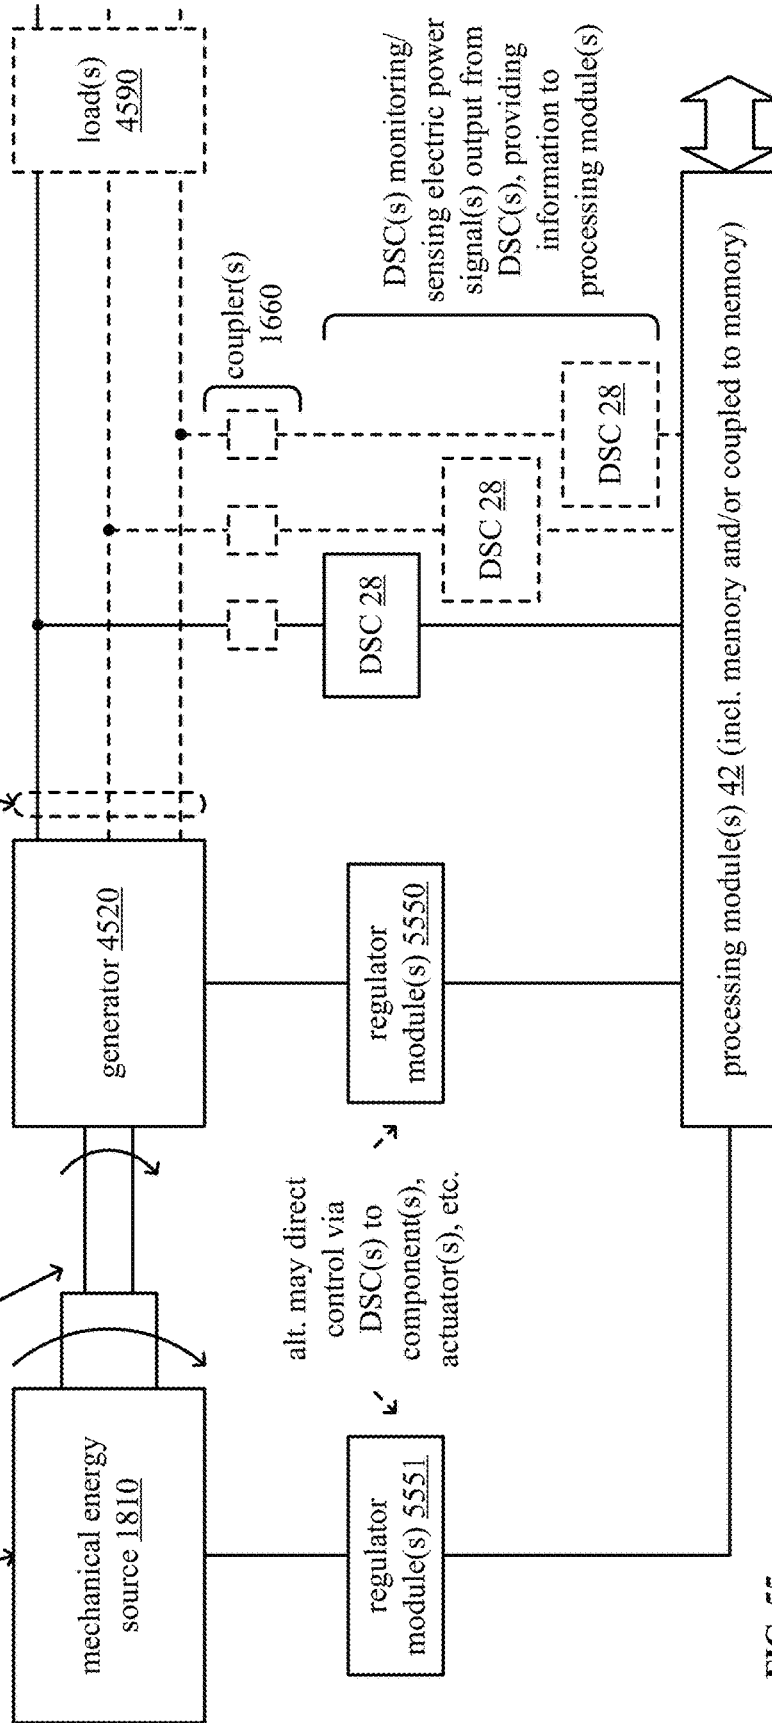 mechanical energy
source 1810
generator 4520
load(s)
4590
coupler(s)
1660
regulator
module(s) 5551
alt. may direct
control via
DSC(s) to
component(s),
actuator(s), etc.
regulator
module(s) 5550
DSC 28
DSC 28
DSC 28
DSC(s) monitoring/
sensing electric power
signal(s) output from
DSC(s), providing
information to
processing module(s)
processing module(s) 42 (incl. memory and/or coupled to memory)
FIG. 55